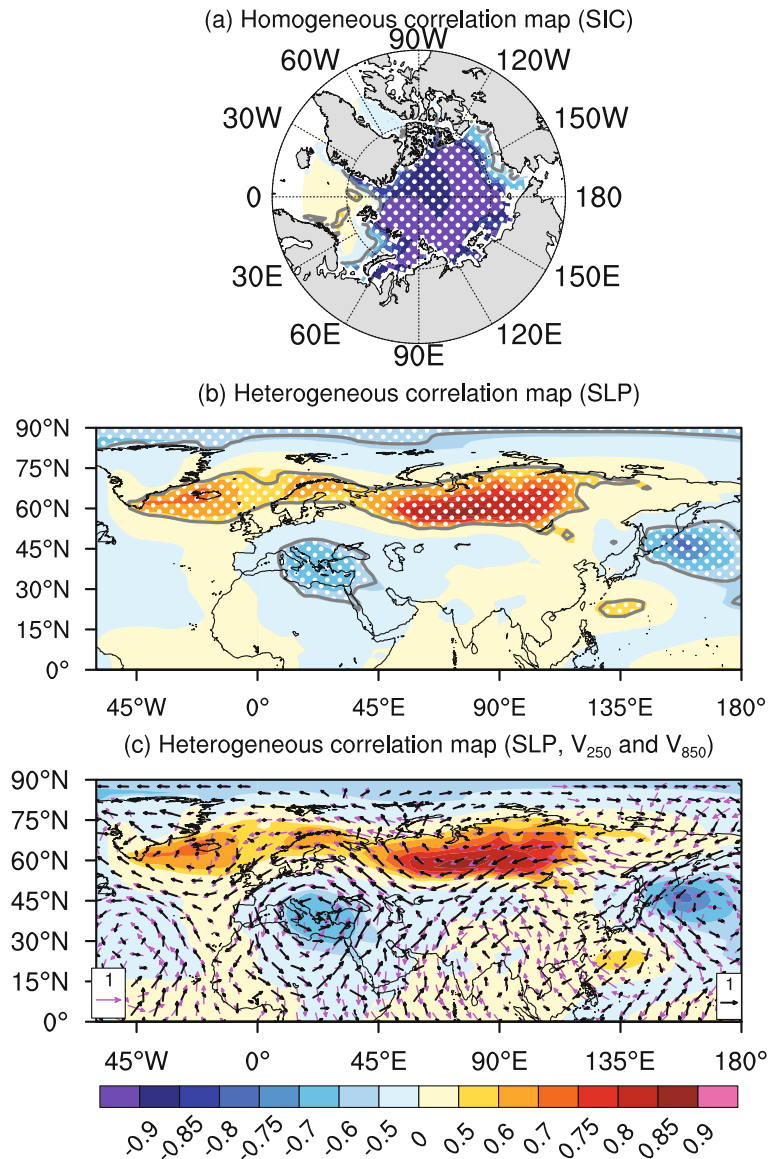 (a) Homogeneous correlation map (SIC)
90W
60W 120W
30W 150W
0 180
30E 150E
60E 120E
90E
(b) Heterogeneous correlation map (SLP)
90°N
75°N
60°N
45°N
30°N
15°N
0°
45°W 0° 45°E 90°E 135°E 180°
(c) Heterogeneous correlation map (SLP, V250 and V850)
90°N
75°N
60°N
45°N
30°N
15°N
0°
1 1
45°W 0° 45°E 90°E 135°E 180°
-0.9 -0.85 -0.8 -0.75 -0.7 -0.6 -0.5 0 0.5 0.6 0.7 0.75 0.8 0.85 0.9